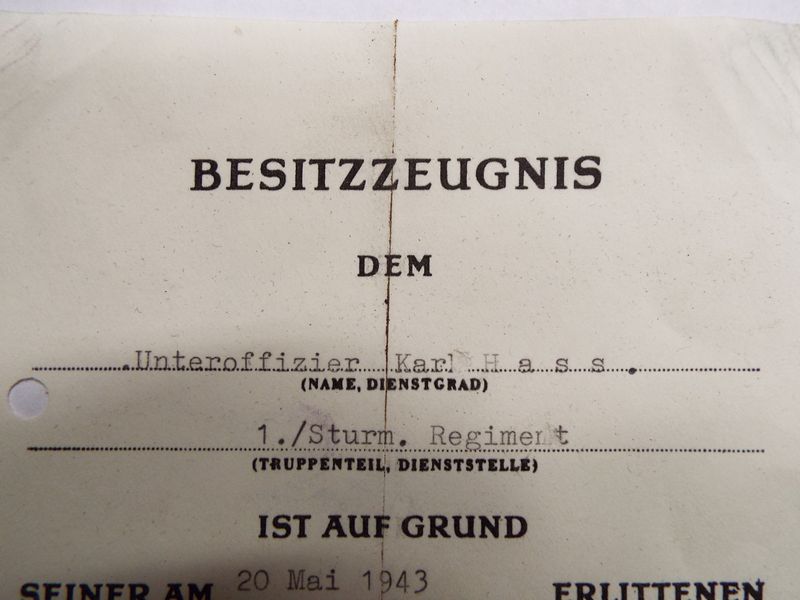 BESITZZEUGNIS
DEM
Unteroffizier Karl H a s s .
(NAME, DIENSTGRAD)
1./Sturm. Regiment
(TRUPPENTEIL, DIENSTSTELLE)
IST AUF GRUND
SEINER AM 20 Mai 1943 ERLITTENEN